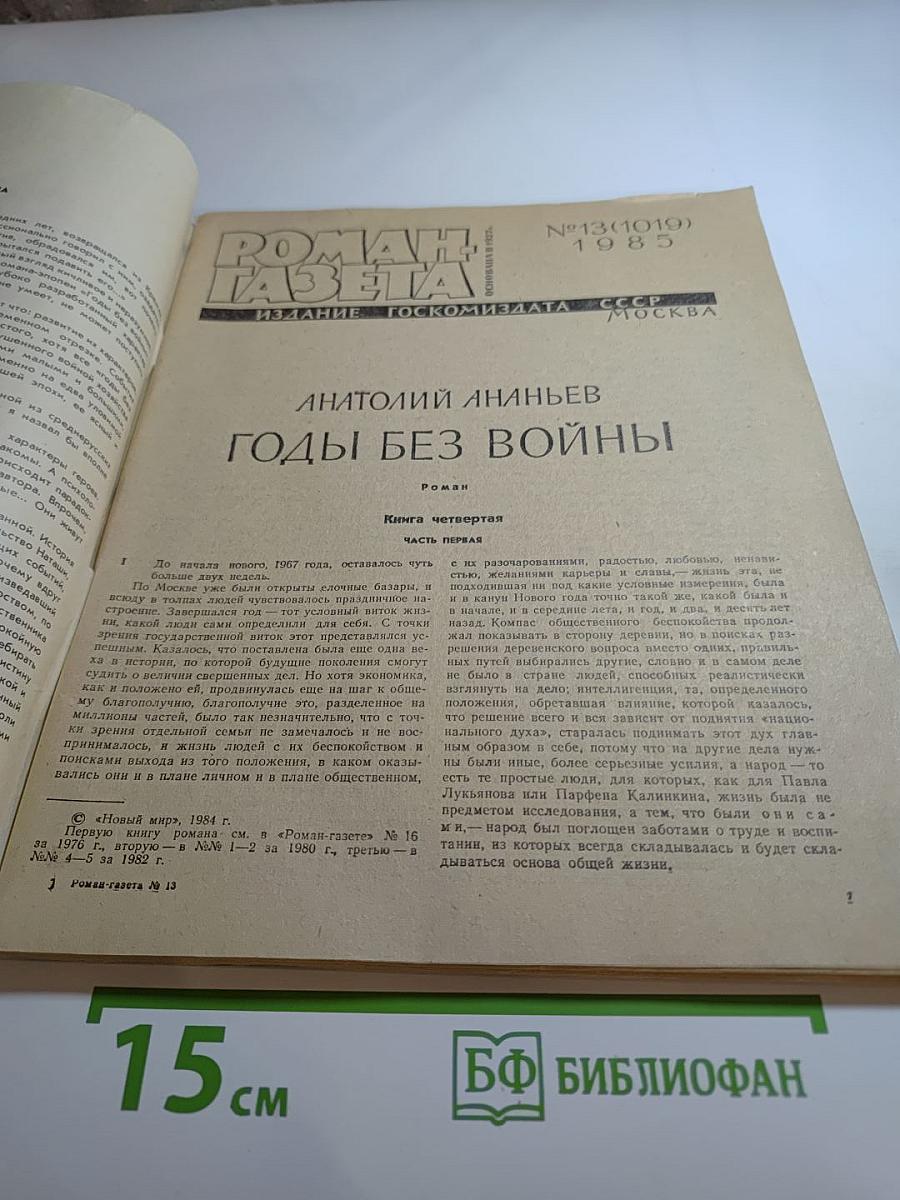 РОМАН-
ГАЗЕТА
ОСНОВАНА В 1927г.
№13(1019)
1985
ИЗДАНИЕ ГОСКОМИЗДАТА СССР
МОСКВА
АНАТОЛИЙ АНАНЬЕВ
ГОДЫ БЕЗ ВОЙНЫ
Роман
Книга четвертая
ЧАСТЬ ПЕРВАЯ
I До начала нового, 1967 года, оставалось чуть
больше двух недель.
По Москве уже были открыты елочные базары, и
всюду в толпах людей чувствовалось праздничное на-
строение. Завершался год — тот условный виток жиз-
ни, какой люди сами определили для себя. С точки
зрения государственной виток этот представлялся ус-
пешным. Казалось, что поставлена была еще одна ве-
ха в истории, по которой будущие поколения смогут
судить о величии свершенных дел. Но хотя экономика,
как и положено ей, продвинулась еще на шаг к обще-
му благополучию, благополучие это, разделенное на
миллионы частей, было так незначительно, что с точ-
ки зрения отдельной семьи не замечалось и не вос-
принималось, и жизнь людей с их беспокойством и
поисками выхода из того положения, в каком оказы-
вались они и в плане личном и в плане общественном,
© «Новый мир», 1984 г.
Первую книгу романа см. в «Роман-газете» № 16
за 1976 г., вторую — в №№ 1—2 за 1980 г., третью — в
№№ 4—5 за 1982 г.
1 Роман-газета № 13
с их разочарованиями, радостью, любовью, ненави-
стью, желаниями карьеры и славы,— жизнь эта, не
подходившая ни под какие условные измерения, была
и в канун Нового года точно такой же, какой была и
в начале, и в середине лета, и год, и два, и десять лет
назад. Компас общественного беспокойства продол-
жал показывать в сторону деревни, но в поисках раз-
решения деревенского вопроса вместо одних, правиль-
ных путей выбирались другие, словно и в самом деле
не было в стране людей, способных реалистически
взглянуть на дело; интеллигенция, та, определенного
положения, обретавшая влияние, которой казалось,
что решение всего и вся зависит от поднятия «нацио-
нального духа», старалась поднимать этот дух глав-
ным образом в себе, потому что на другие дела нуж-
ны были иные, более серьезные усилия, а народ — то
есть те простые люди, для которых, как для Павла
Лукьянова или Парфена Калинкина, жизнь была не
предметом исследования, а тем, что были они са-
ми,— народ был поглощен заботами о труде и воспи-
тании, из которых всегда складывалась и будет скла-
дываться основа общей жизни,
1
15 см
БФ БИБЛИОФАН